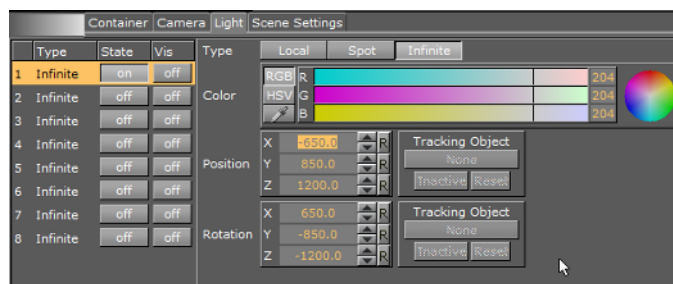 Container Camera Light Scene Settings
Type State Vis
1 Infinite on off
2 Infinite off off
3 Infinite off off
4 Infinite off off
5 Infinite off off
6 Infinite off off
7 Infinite off off
8 Infinite off off
Type Local Spot Infinite
Color RGB HSV
R 204
G 204
B 204
Position
X -650.0 R
Y 850.0 R
Z 1200.0 R
Tracking Object
None
Inactive Reset
Rotation
X 650.0 R
Y -850.0 R
Z -1200.0 R
Tracking Object
None
Inactive Reset